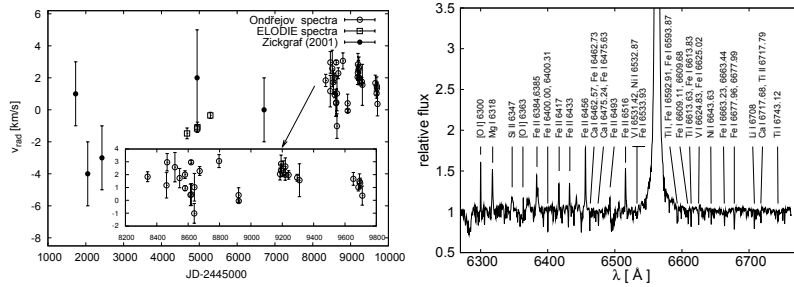 Ondřejov spectra
ELODIE spectra
Zickgraf (2001)
v_rad [km/s]
6
4
2
0
-2
-4
-6
-8
4
3
2
1
0
-1
-2
8200 8400 8600 8800 9000 9200 9400 9600 9800
1000 2000 3000 4000 5000 6000 7000 8000 9000 10000
JD-2445000
relative flux
3.5
3
2.5
2
1.5
1
0.5
[O I] 6300
Mg I 6318
Si II 6347
[O I] 6363
Fe II 6384 6385
Fe II 6400.00, 6400.31
Fe II 6417
Fe II 6433
Fe II 6456
Ca I 6462.57, Fe I 6462.73
Ca I 6475.24, Fe I 6475.63
Fe II 6493
Fe II 6516
V I 6531.42, Ni I 6532.87
Fe I 6533.93
Ti I, Fe I 6592.91, Fe I 6593.87
Fe I 6609.11, 6609.68
Ti I 6613.63, Fe I 6613.83
V I 6624.83, Fe I 6625.02
Ni I 6643.63
Fe I 6663.23, 6663.44
Fe I 6677.96, 6677.99
Li I 6708
Ca I 6717.68, Ti I 6717.79
Ti I 6743.12
6300 6400 6500 6600 6700
λ [ Å ]